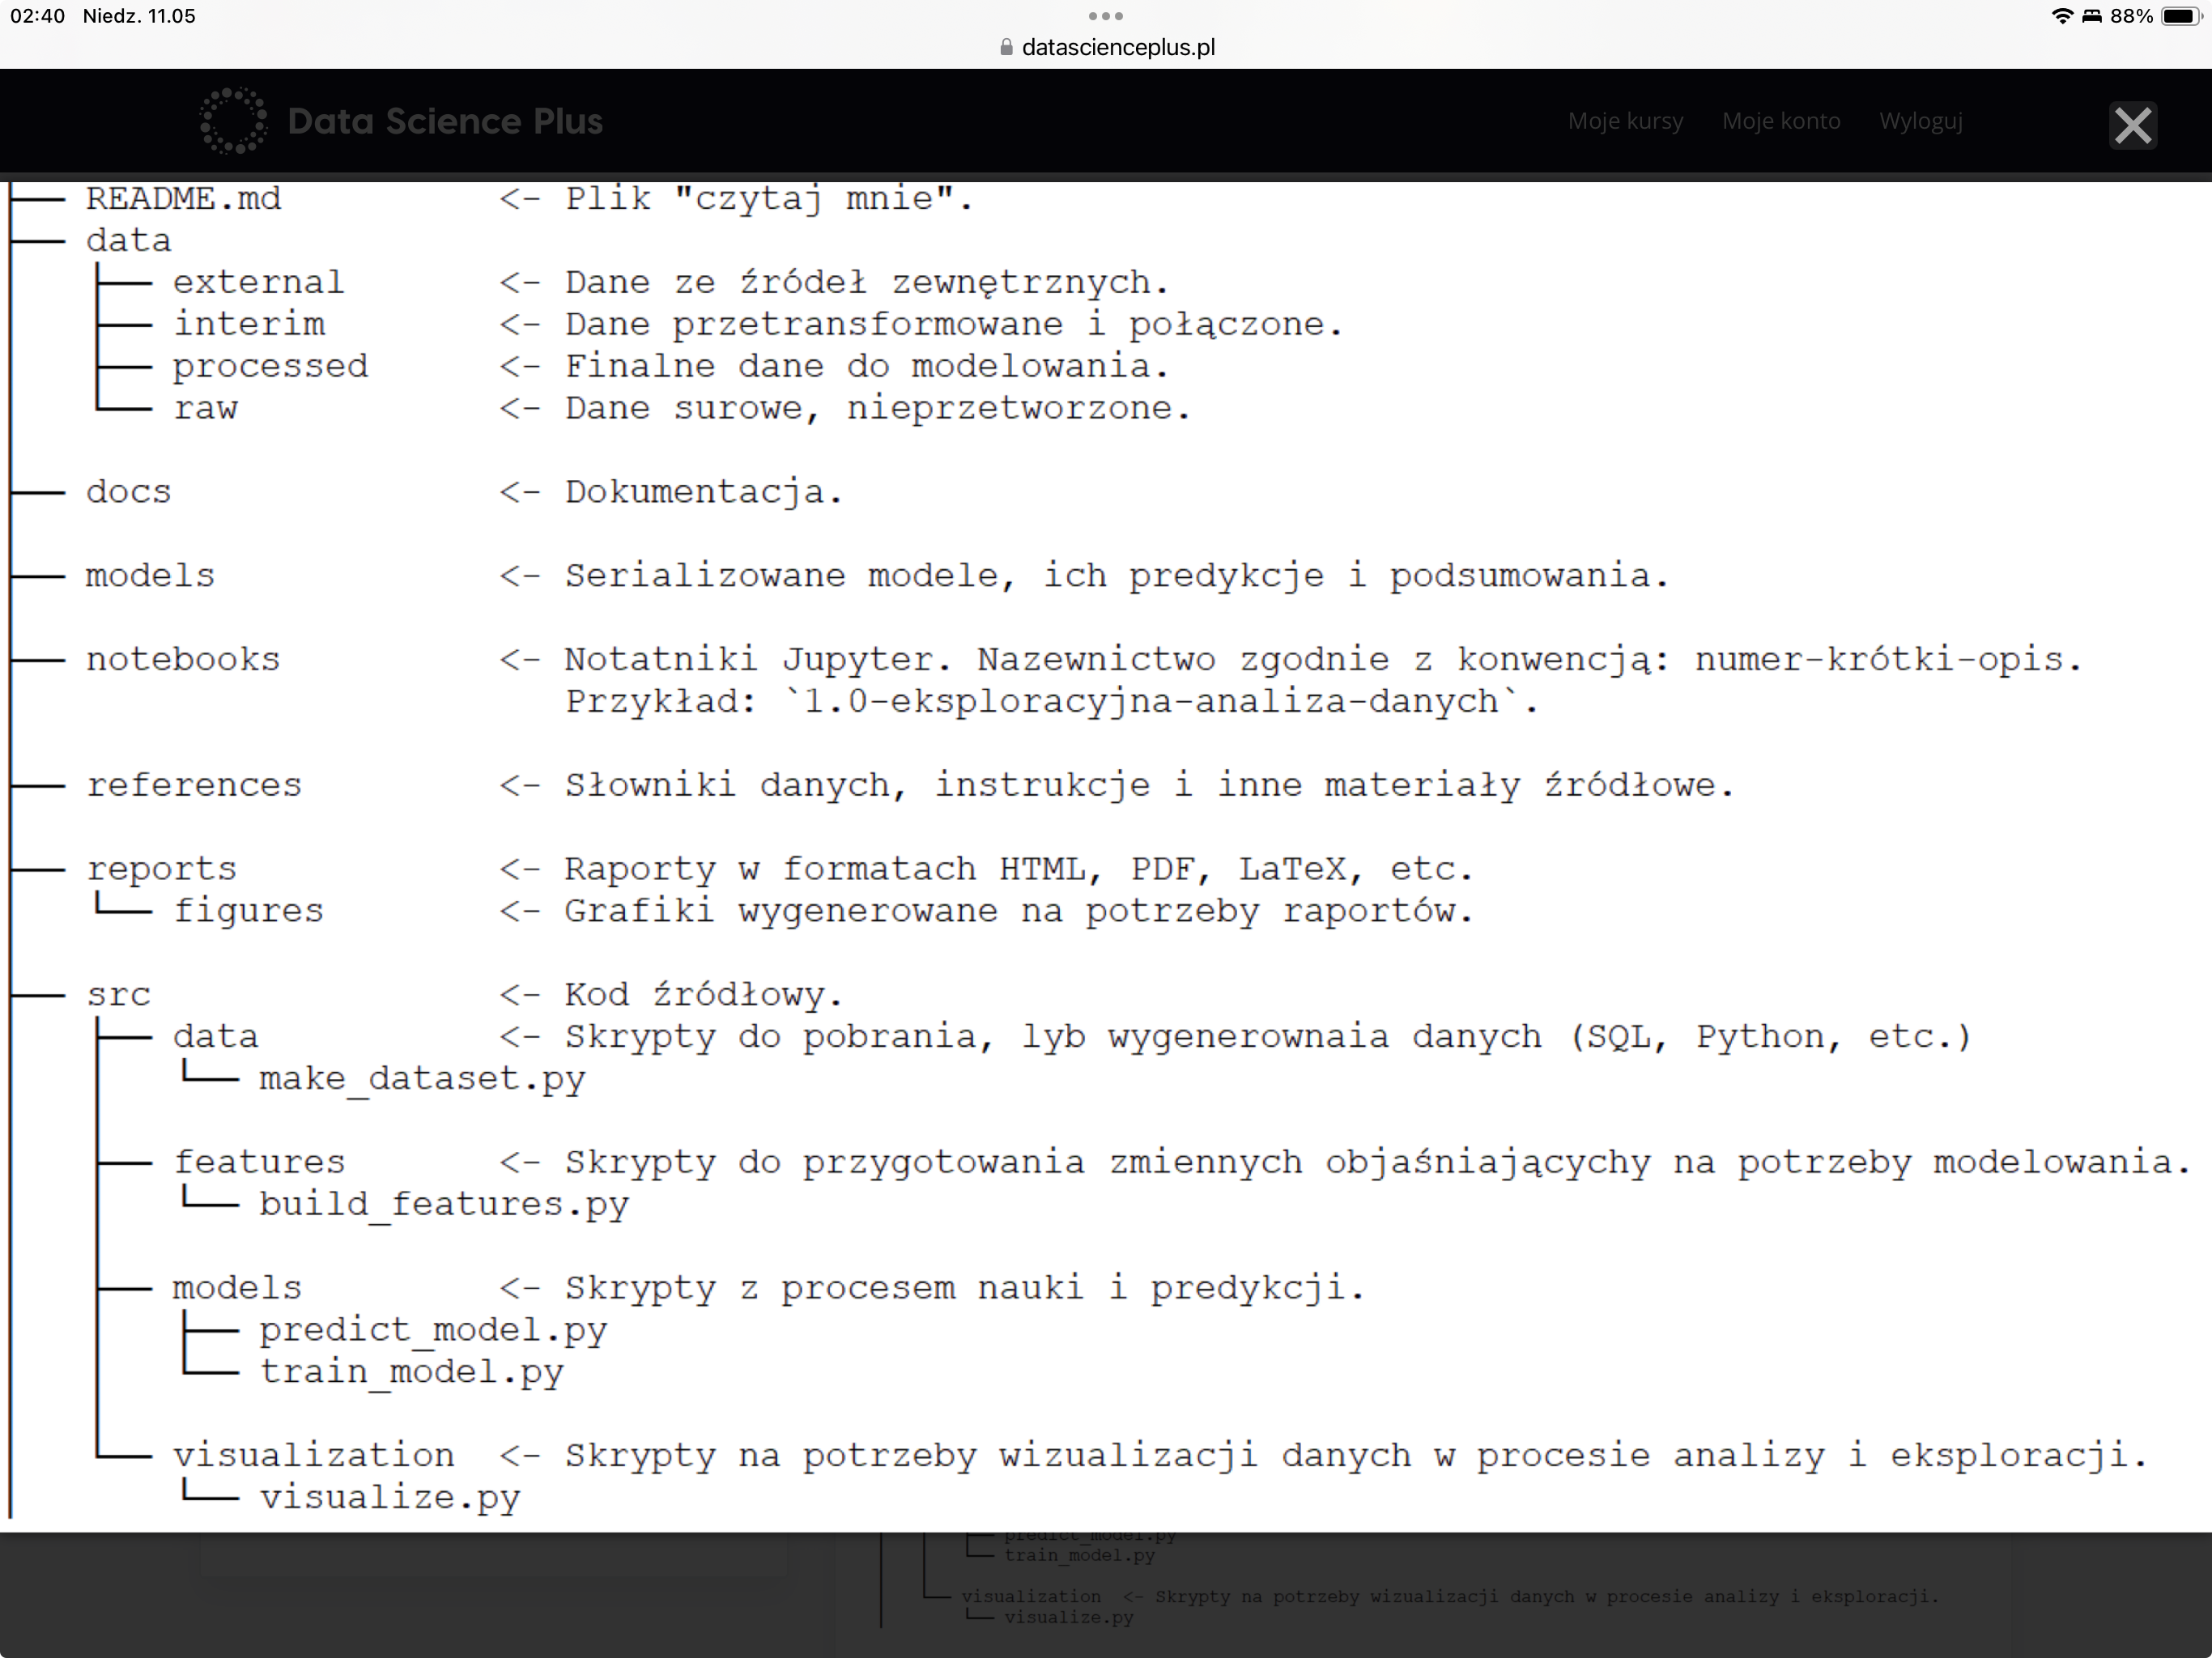 02:40 Niedz. 11.05
88%
datascienceplus.pl
Data Science Plus
Moje kursy Moje konto Wyloguj
├── README.md <- Plik "czytaj mnie".
├── data
├── external <- Dane ze źródeł zewnętrznych.
├── interim <- Dane przetransformowane i połączone.
├── processed <- Finalne dane do modelowania.
└── raw <- Dane surowe, nieprzetworzone.
├── docs <- Dokumentacja.
├── models <- Serializowane modele, ich predykcje i podsumowania.
├── notebooks <- Notatniki Jupyter. Nazewnictwo zgodnie z konwencją: numer-krótki-opis.
Przykład: `1.0-eksploracyjna-analiza-danych`.
├── references <- Słowniki danych, instrukcje i inne materiały źródłowe.
├── reports <- Raporty w formatach HTML, PDF, LaTeX, etc.
└── figures <- Grafiki wygenerowane na potrzeby raportów.
├── src <- Kod źródłowy.
├── data <- Skrypty do pobrania, lyb wygenerownaia danych (SQL, Python, etc.)
└── make_dataset.py
├── features <- Skrypty do przygotowania zmiennych objaśniającychy na potrzeby modelowania.
└── build_features.py
├── models <- Skrypty z procesem nauki i predykcji.
├── predict_model.py
└── train_model.py
└── visualization <- Skrypty na potrzeby wizualizacji danych w procesie analizy i eksploracji.
└── visualize.py
├── predict_model.py
└── train_model.py
└── visualization <- Skrypty na potrzeby wizualizacji danych w procesie analizy i eksploracji.
└── visualize.py